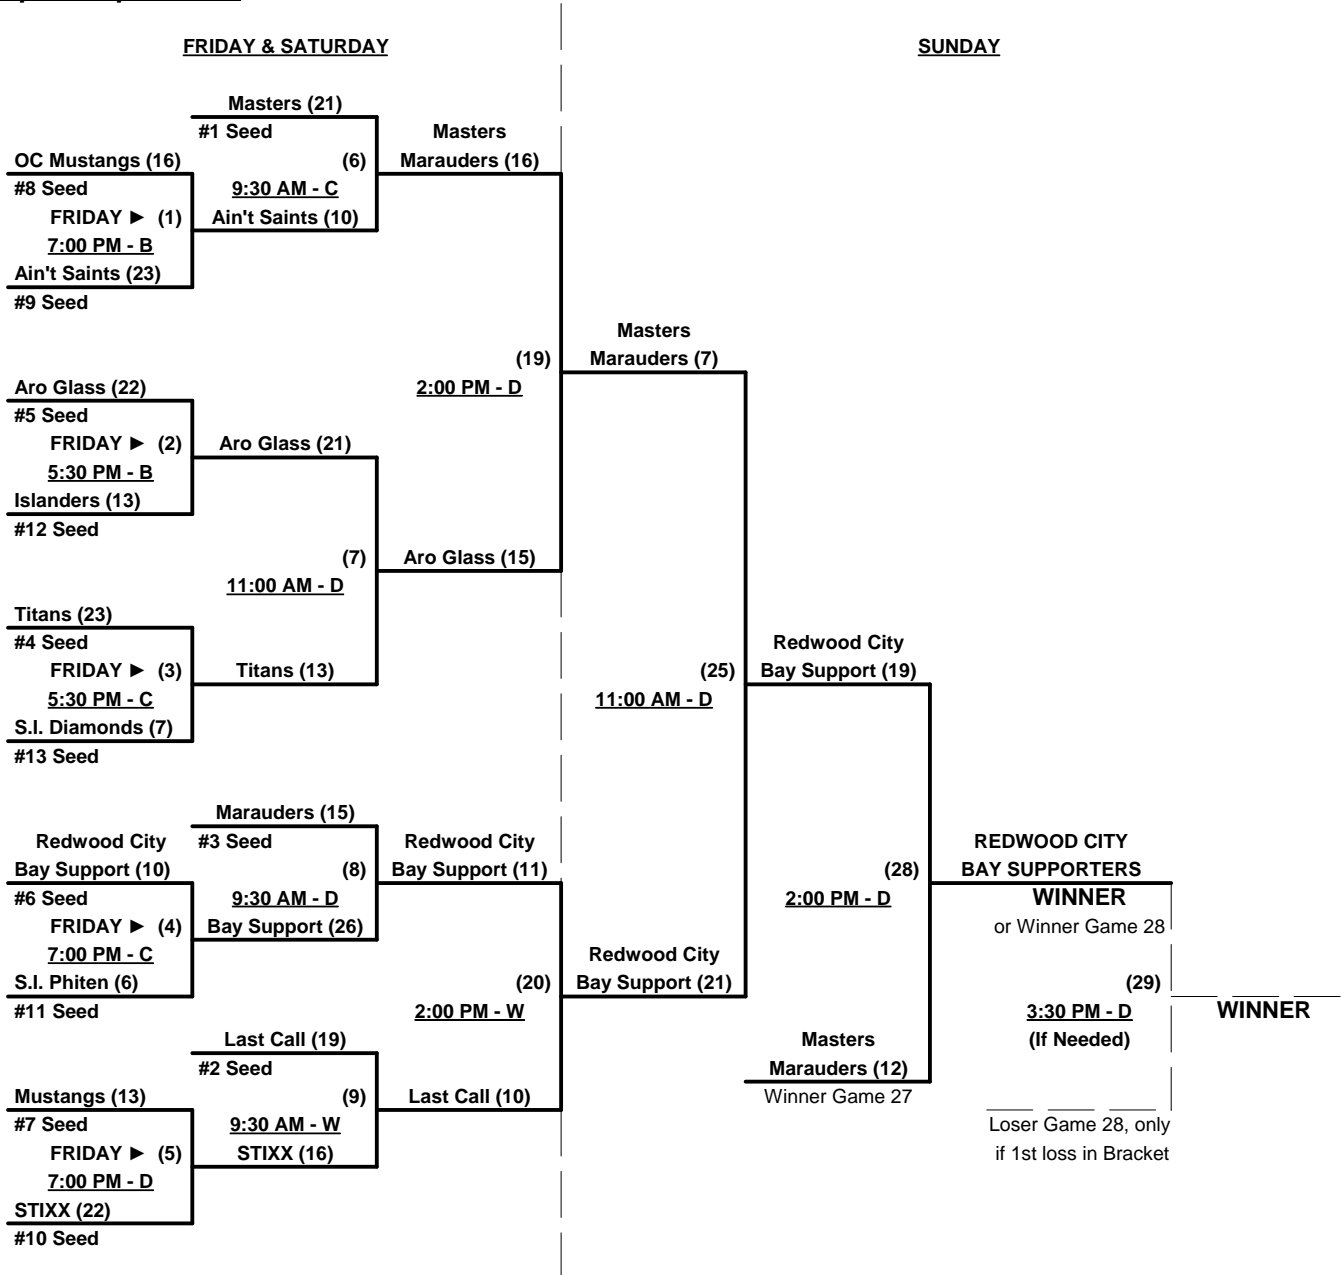 FRIDAY & SATURDAY
SUNDAY
Masters (21)
#1 Seed
Masters
OC Mustangs (16)
(6)
Marauders (16)
#8 Seed
9:30 AM - C
FRIDAY ► (1)
Ain't Saints (10)
7:00 PM - B
Ain't Saints (23)
#9 Seed
Masters
(19)
Marauders (7)
Aro Glass (22)
2:00 PM - D
#5 Seed
FRIDAY ► (2)
Aro Glass (21)
5:30 PM - B
Islanders (13)
#12 Seed
(7)
Aro Glass (15)
11:00 AM - D
Titans (23)
#4 Seed
Redwood City
FRIDAY ► (3)
Titans (13)
(25)
Bay Support (19)
5:30 PM - C
11:00 AM - D
S.I. Diamonds (7)
#13 Seed
Marauders (15)
Redwood City
#3 Seed
Redwood City
REDWOOD CITY
Bay Support (10)
(8)
Bay Support (11)
(28)
BAY SUPPORTERS
#6 Seed
9:30 AM - D
2:00 PM - D
WINNER
FRIDAY ► (4)
Bay Support (26)
or Winner Game 28
7:00 PM - C
Redwood City
S.I. Phiten (6)
(20)
Bay Support (21)
(29)
#11 Seed
2:00 PM - W
3:30 PM - D
WINNER
Last Call (19)
Masters
(If Needed)
#2 Seed
Marauders (12)
Mustangs (13)
(9)
Last Call (10)
Winner Game 27
#7 Seed
9:30 AM - W
Loser Game 28, only
FRIDAY ► (5)
STIXX (16)
if 1st loss in Bracket
7:00 PM - D
STIXX (22)
#10 Seed